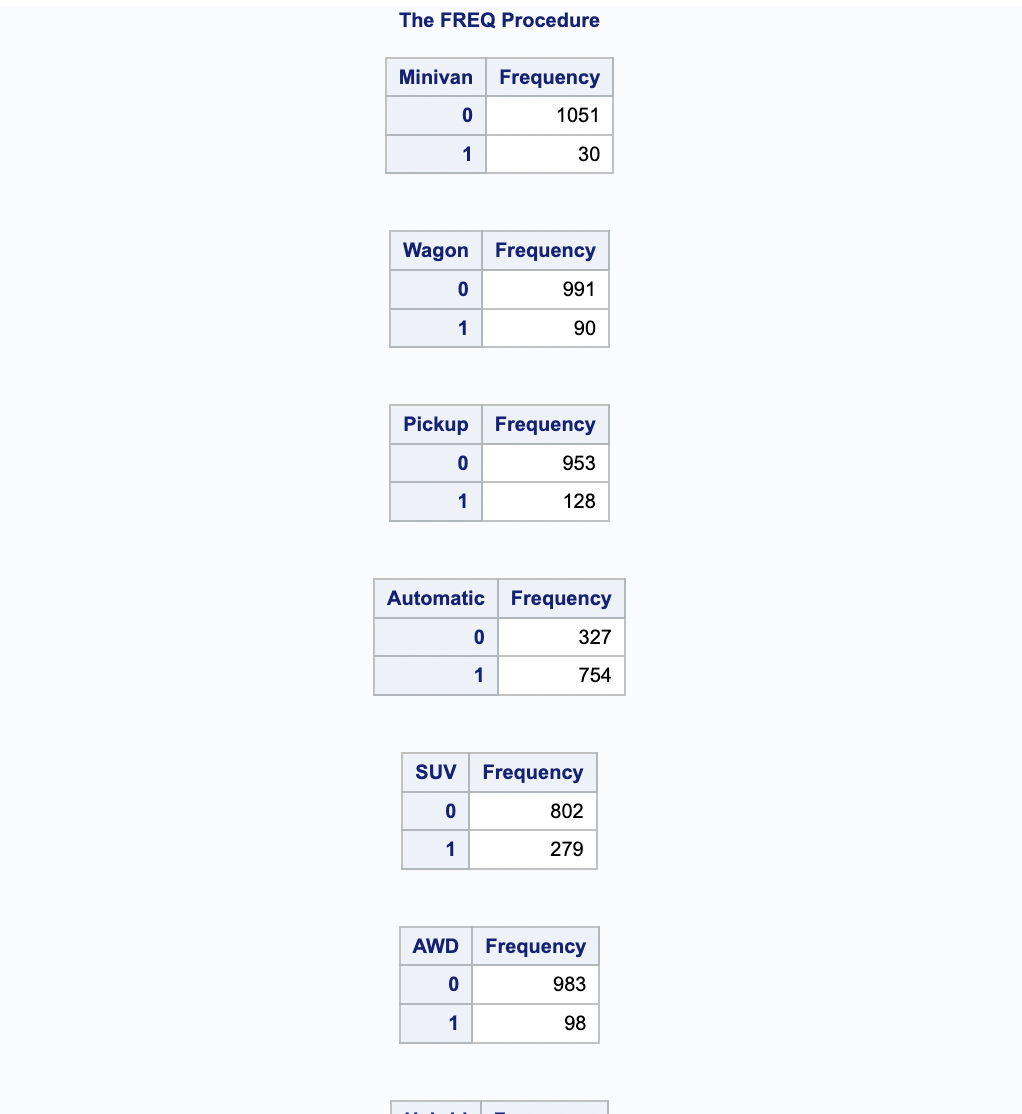 The FREQ Procedure
Minivan Frequency
0 1051
1 30
Wagon Frequency
0 991
1 90
Pickup Frequency
0 953
1 128
Automatic Frequency
0 327
1 754
SUV Frequency
0 802
1 279
AWD Frequency
0 983
1 98